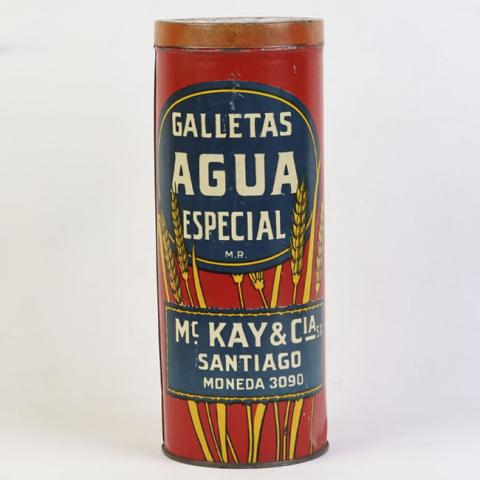 GALLETAS
AGUA
ESPECIAL
M.R.
Mc KAY & CIA S.A.
SANTIAGO
MONEDA 3090